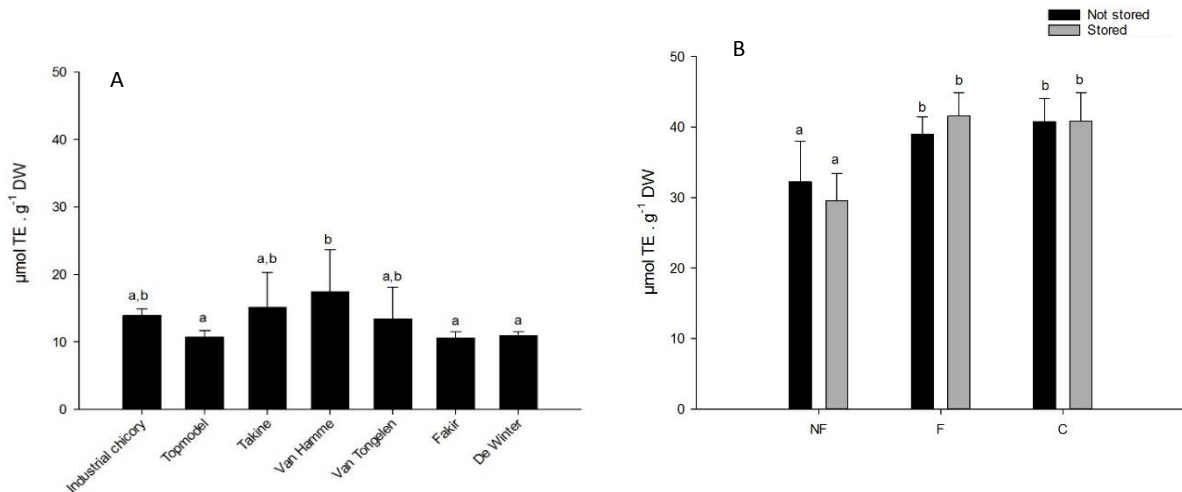 A
50
40
30
20
10
0
µmol TE . g⁻¹ DW
a,b
a
a,b
b
a,b
a
a
Industrial chicory
Topmodel
Takine
Van Hamme
Van Tongelen
Fakir
De Winter
B
Not stored
Stored
50
40
30
20
10
0
µmol TE . g⁻¹ DW
a
a
b
b
b
b
NF
F
C